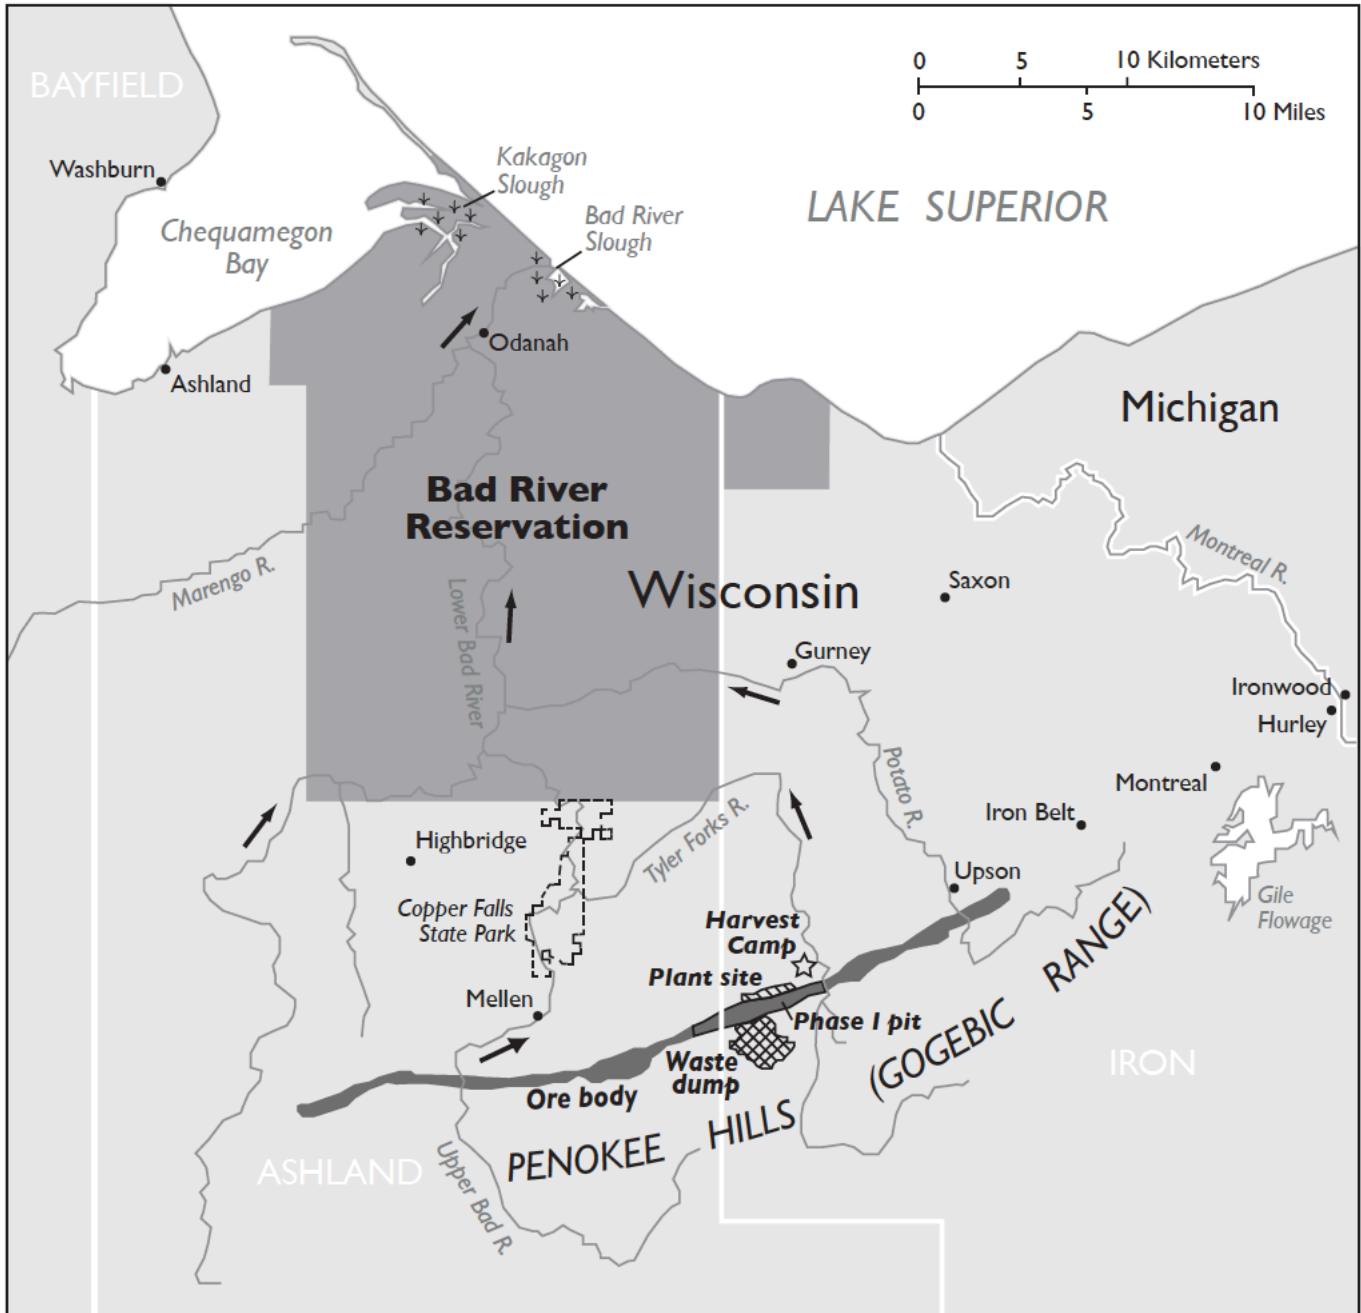 BAYFIELD
0 5 10 Kilometers
0 5 10 Miles
Washburn
Kakagon
Slough
Bad River
Slough
LAKE SUPERIOR
Chequamegon
Bay
Odanah
Ashland
Michigan
Bad River
Reservation
Montreal R.
Marengo R.
Lower Bad River
Wisconsin
Saxon
Gurney
Ironwood
Hurley
Potato R.
Montreal
Iron Belt
Tyler Forks R.
Highbridge
Upson
Copper Falls
State Park
Gile
Flowage
Harvest
Camp
Plant site
Mellen
Phase I pit
Waste
dump
Ore body
PENOKEE HILLS
(GOGEBIC RANGE)
IRON
ASHLAND
Upper Bad R.